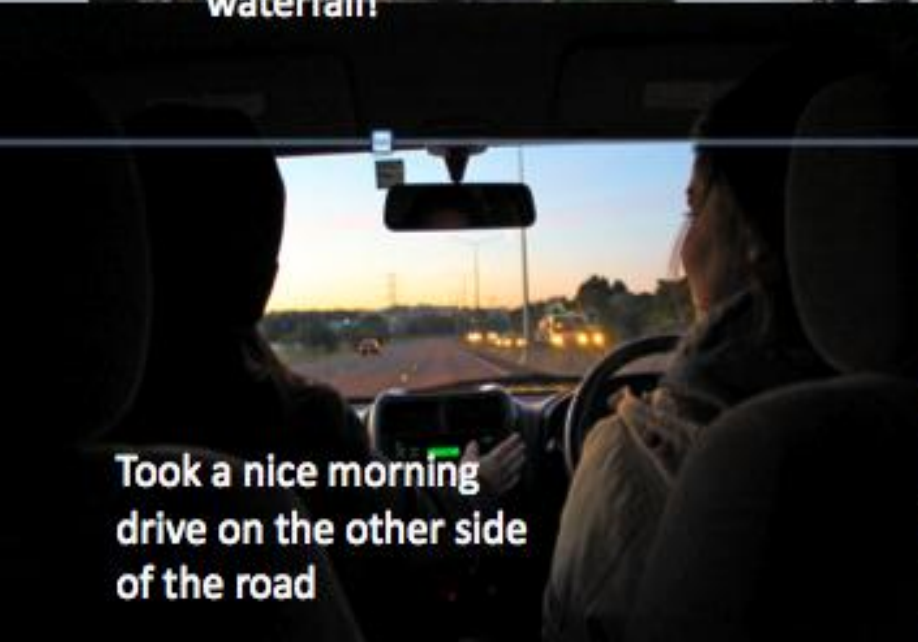 waterfall!
Took a nice morning
drive on the other side
of the road